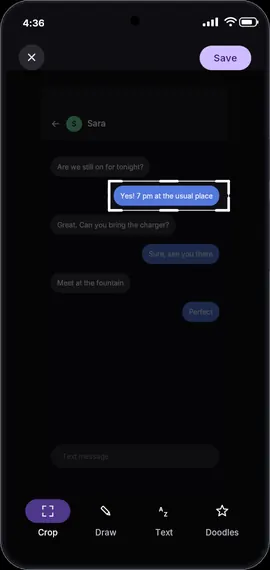 4:36
Save
Sara
Are we still on for tonight?
Yes! 7 pm at the usual place
Great. Can you bring the charger?
Sure, see you there
Meet at the fountain
Perfect
Text message
Crop
Draw
Text
Doodles